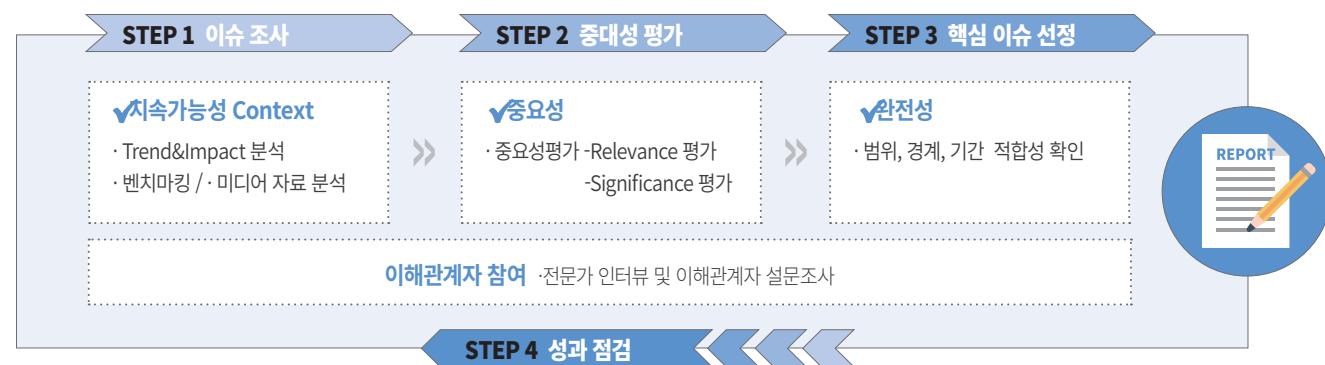 STEP 1 이슈 조사
STEP 2 중대성 평가
STEP 3 핵심 이슈 선정
지속가능성 Context
· Trend&Impact 분석
· 벤치마킹 / · 미디어 자료 분석
중요성
· 중요성평가 -Relevance 평가
-Significance 평가
완전성
· 범위, 경계, 기간 적합성 확인
REPORT
이해관계자 참여 ·전문가 인터뷰 및 이해관계자 설문조사
STEP 4 성과 점검